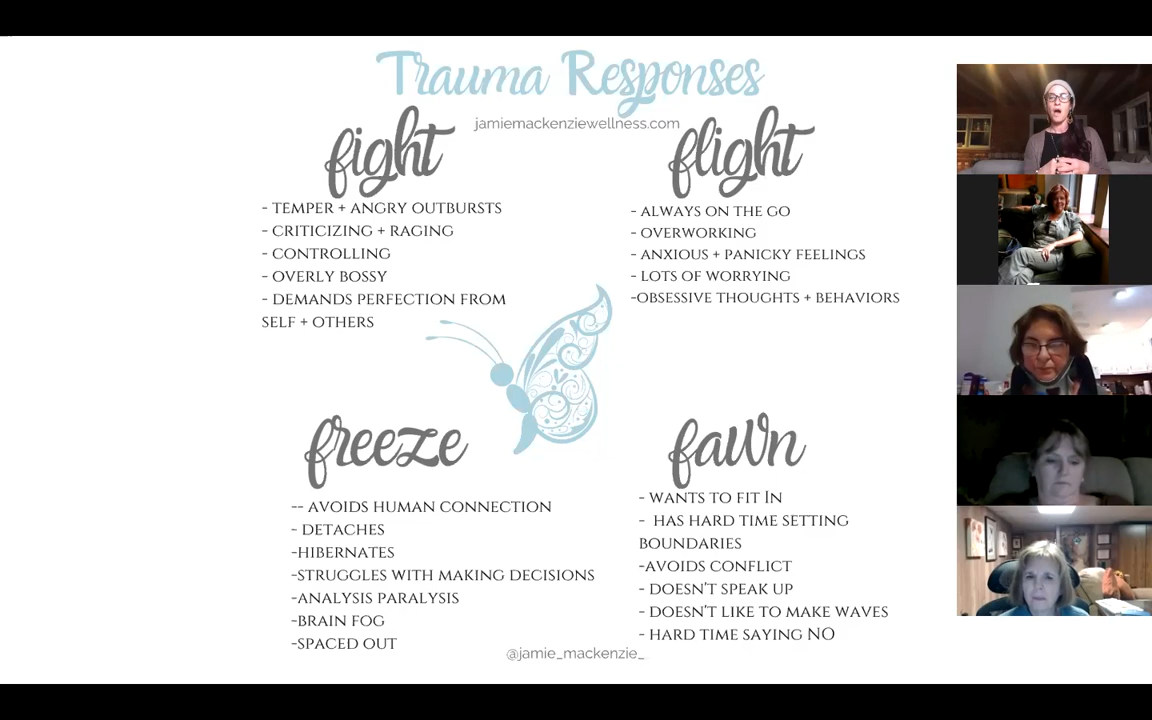 Trauma Responses
jamiemackenziewellness.com
fight
- TEMPER + ANGRY OUTBURSTS
- CRITICIZING + RAGING
- CONTROLLING
- OVERLY BOSSY
- DEMANDS PERFECTION FROM
SELF + OTHERS
flight
- ALWAYS ON THE GO
- OVERWORKING
- ANXIOUS + PANICKY FEELINGS
- LOTS OF WORRYING
-OBSESSIVE THOUGHTS + BEHAVIORS
freeze
-- AVOIDS HUMAN CONNECTION
- DETACHES
-HIBERNATES
-STRUGGLES WITH MAKING DECISIONS
-ANALYSIS PARALYSIS
-BRAIN FOG
-SPACED OUT
fawn
- WANTS TO FIT IN
- HAS HARD TIME SETTING
BOUNDARIES
-AVOIDS CONFLICT
- DOESN'T SPEAK UP
- DOESN'T LIKE TO MAKE WAVES
- HARD TIME SAYING NO
@jamie_mackenzie_